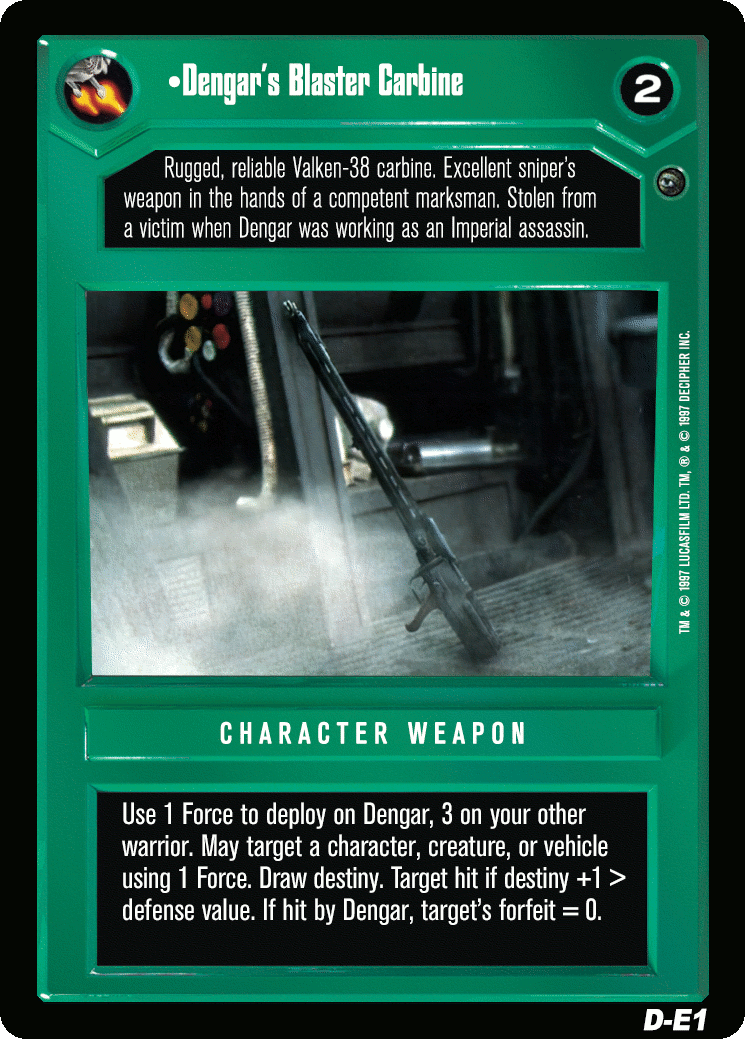 •Dengar's Blaster Carbine
2
Rugged, reliable Valken-38 carbine. Excellent sniper's
weapon in the hands of a competent marksman. Stolen from
a victim when Dengar was working as an Imperial assassin.
TM & © 1997 LUCASFILM LTD. TM, ® & © 1997 DECIPHER INC.
CHARACTER WEAPON
Use 1 Force to deploy on Dengar, 3 on your other
warrior. May target a character, creature, or vehicle
using 1 Force. Draw destiny. Target hit if destiny +1 >
defense value. If hit by Dengar, target's forfeit = 0.
D-E1